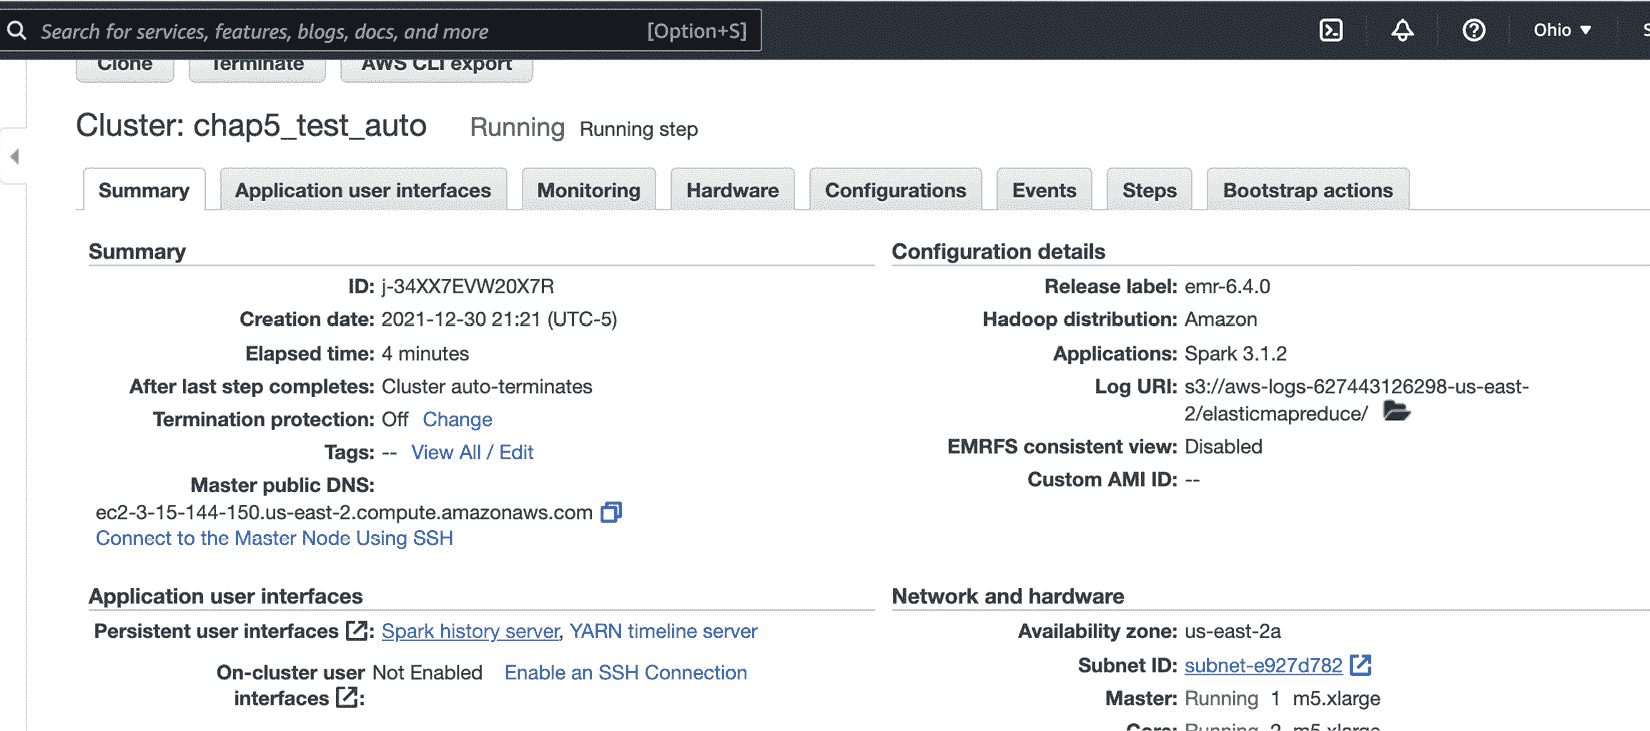 Search for services, features, blogs, docs, and more [Option+S] Ohio
Clone Terminate AWS CLI export
Cluster: chap5_test_auto Running Running step
Summary Application user interfaces Monitoring Hardware Configurations Events Steps Bootstrap actions
Summary
ID: j-34XX7EVW20X7R
Creation date: 2021-12-30 21:21 (UTC-5)
Elapsed time: 4 minutes
After last step completes: Cluster auto-terminates
Termination protection: Off Change
Tags: -- View All / Edit
Master public DNS:
ec2-3-15-144-150.us-east-2.compute.amazonaws.com
Connect to the Master Node Using SSH
Configuration details
Release label: emr-6.4.0
Hadoop distribution: Amazon
Applications: Spark 3.1.2
Log URI: s3://aws-logs-627443126298-us-east-
2/elasticmapreduce/
EMRFS consistent view: Disabled
Custom AMI ID: --
Application user interfaces
Persistent user interfaces : Spark history server, YARN timeline server
On-cluster user Not Enabled Enable an SSH Connection
interfaces :
Network and hardware
Availability zone: us-east-2a
Subnet ID: subnet-e927d782
Master: Running 1 m5.xlarge
Core: Running 2 m5.xlarge